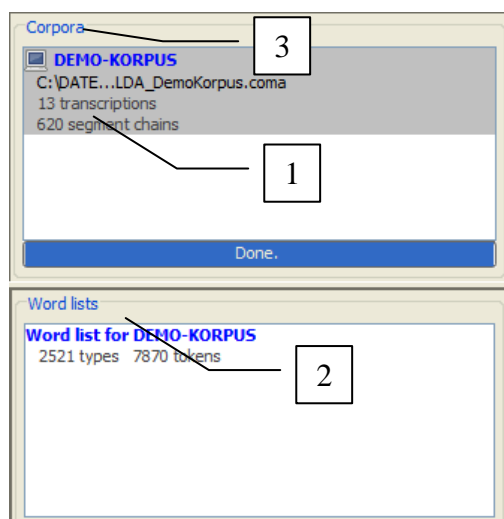 Corpora
3
DEMO-KORPUS
C:\DATE...LDA_DemoKorpus.coma
13 transcriptions
620 segment chains
1
Done.
Word lists
Word list for DEMO-KORPUS
2521 types 7870 tokens
2